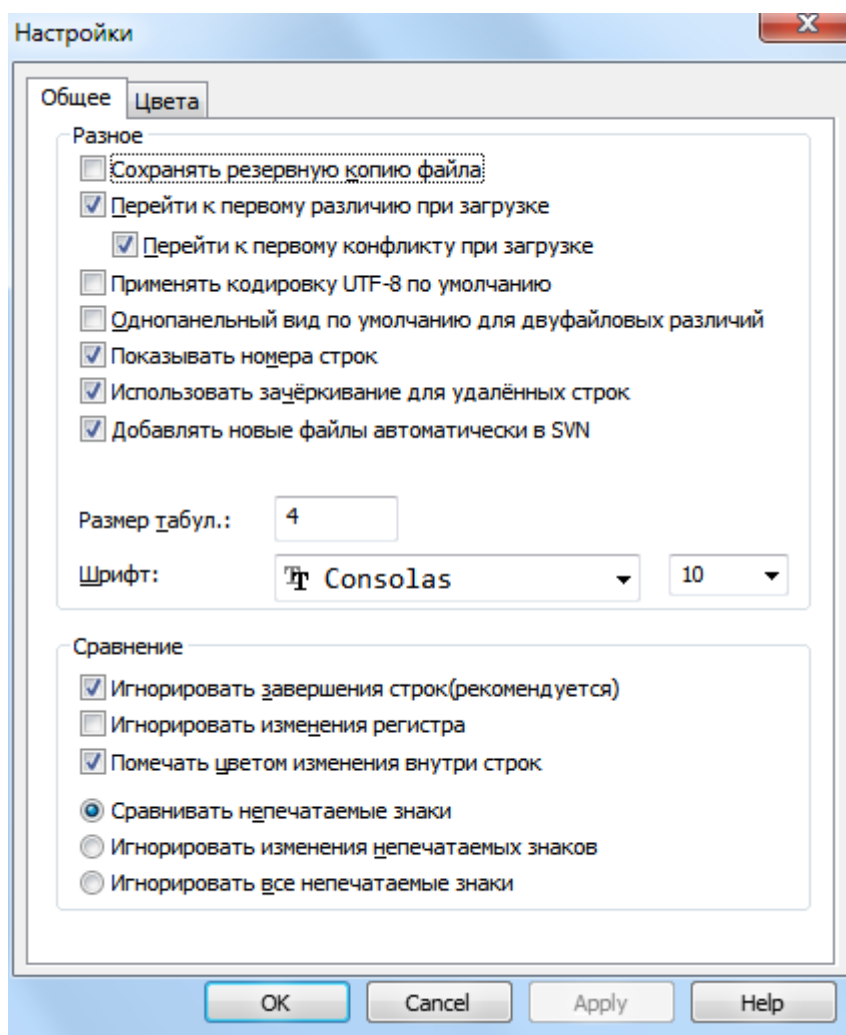 Настройки
Общее
Цвета
Разное
Сохранять резервную копию файла
Перейти к первому различию при загрузке
Перейти к первому конфликту при загрузке
Применять кодировку UTF-8 по умолчанию
Однопанельный вид по умолчанию для двуфайловых различий
Показывать номера строк
Использовать зачёркивание для удалённых строк
Добавлять новые файлы автоматически в SVN
Размер табул.: 4
Шрифт: Consolas 10
Сравнение
Игнорировать завершения строк(рекомендуется)
Игнорировать изменения регистра
Помечать цветом изменения внутри строк
Сравнивать непечатаемые знаки
Игнорировать изменения непечатаемых знаков
Игнорировать все непечатаемые знаки
OK Cancel Apply Help